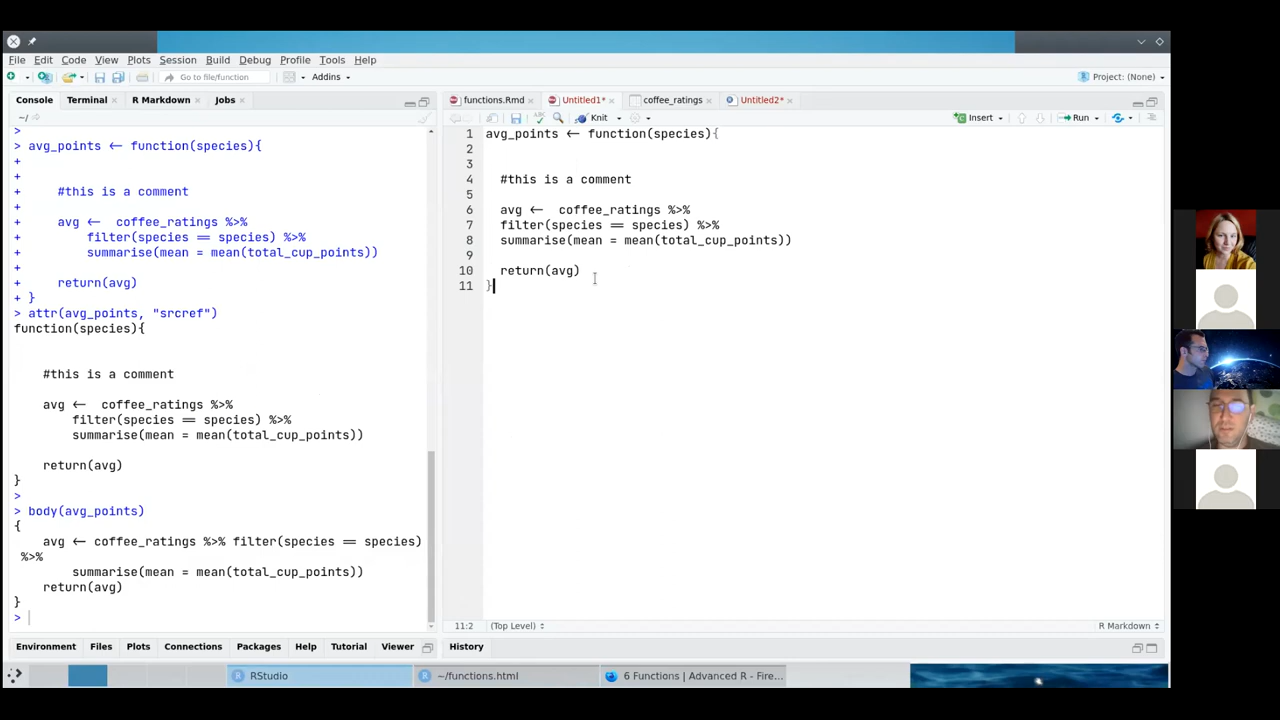 File Edit Code View Plots Session Build Debug Profile Tools Help
Go to file/function Addins Project: (None)
Console Terminal R Markdown Jobs
~/
>
> avg_points <- function(species){
+
+
+ #this is a comment
+
+ avg <- coffee_ratings %>%
+ filter(species == species) %>%
+ summarise(mean = mean(total_cup_points))
+
+ return(avg)
+ }
> attr(avg_points, "srcref")
function(species){
#this is a comment
avg <- coffee_ratings %>%
filter(species == species) %>%
summarise(mean = mean(total_cup_points))
return(avg)
}
>
> body(avg_points)
{
avg <- coffee_ratings %>% filter(species == species)
%>%
summarise(mean = mean(total_cup_points))
return(avg)
}
>
functions.Rmd Untitled1* coffee_ratings Untitled2*
Knit Insert Run
1 avg_points <- function(species){
2
3
4 #this is a comment
5
6 avg <- coffee_ratings %>%
7 filter(species == species) %>%
8 summarise(mean = mean(total_cup_points))
9
10 return(avg)
11 }
11:2 (Top Level) R Markdown
Environment Files Plots Connections Packages Help Tutorial Viewer
History
RStudio ~/functions.html 6 Functions | Advanced R - Fire...